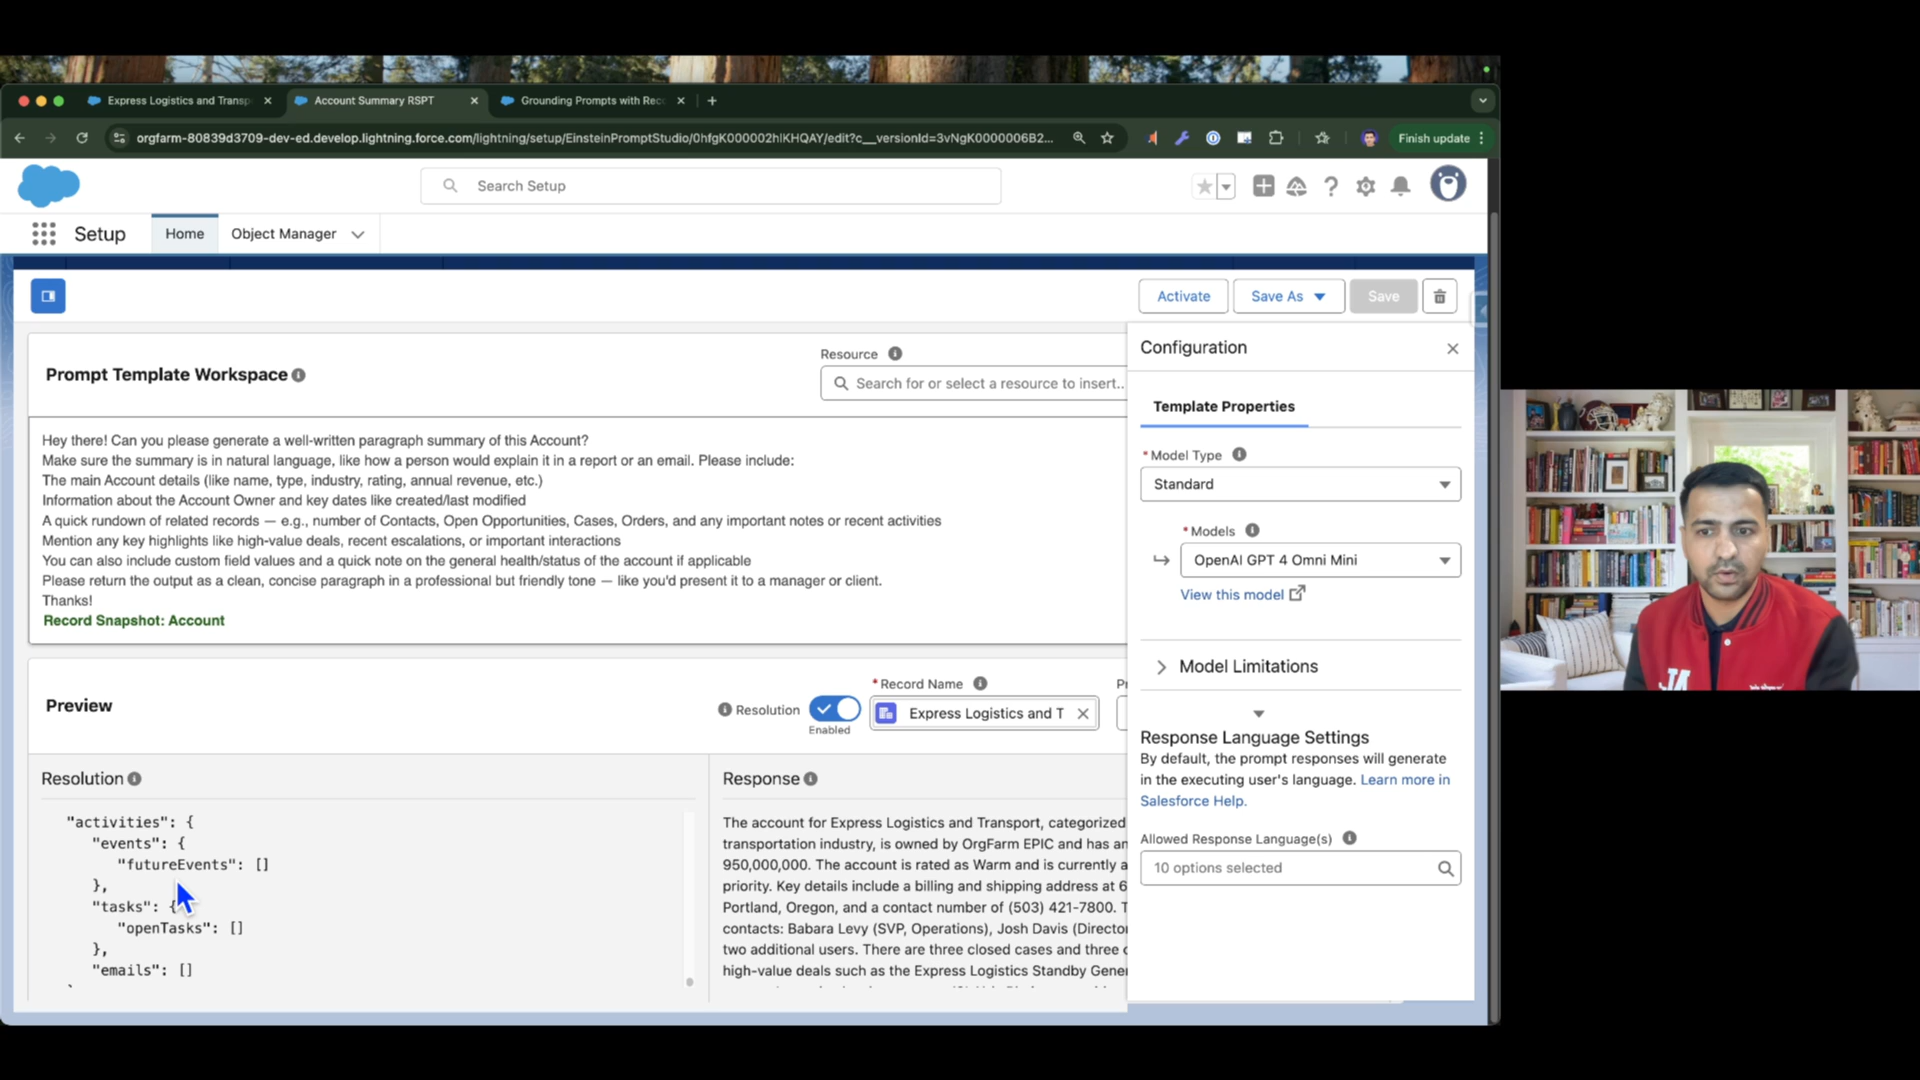 Express Logistics and Transp
Account Summary RSPT
Grounding Prompts with Rec
orgfarm-80839d3709-dev-ed.develop.lightning.force.com/lightning/setup/EinsteinPromptStudio/0hfgK000002hlKHQAY/edit?c__versionId=3vNgK0000006B2...
Finish update
Search Setup
Setup
Home
Object Manager
Activate
Save As
Save
Prompt Template Workspace
Resource
Search for or select a resource to insert..
Hey there! Can you please generate a well-written paragraph summary of this Account?
Make sure the summary is in natural language, like how a person would explain it in a report or an email. Please include:
The main Account details (like name, type, industry, rating, annual revenue, etc.)
Information about the Account Owner and key dates like created/last modified
A quick rundown of related records — e.g., number of Contacts, Open Opportunities, Cases, Orders, and any important notes or recent activities
Mention any key highlights like high-value deals, recent escalations, or important interactions
You can also include custom field values and a quick note on the general health/status of the account if applicable
Please return the output as a clean, concise paragraph in a professional but friendly tone — like you'd present it to a manager or client.
Thanks!
Record Snapshot: Account
Preview
Resolution
Enabled
* Record Name
Express Logistics and T
Pr
Resolution
"activities": {
"events": {
"futureEvents": []
},
"tasks": {
"openTasks": []
},
"emails": []
Response
The account for Express Logistics and Transport, categorized
transportation industry, is owned by OrgFarm EPIC and has an
950,000,000. The account is rated as Warm and is currently a
priority. Key details include a billing and shipping address at 6
Portland, Oregon, and a contact number of (503) 421-7800. T
contacts: Babara Levy (SVP, Operations), Josh Davis (Director
two additional users. There are three closed cases and three
high-value deals such as the Express Logistics Standby Gene
Configuration
Template Properties
* Model Type
Standard
* Models
OpenAI GPT 4 Omni Mini
View this model
Model Limitations
Response Language Settings
By default, the prompt responses will generate
in the executing user's language. Learn more in
Salesforce Help.
Allowed Response Language(s)
10 options selected